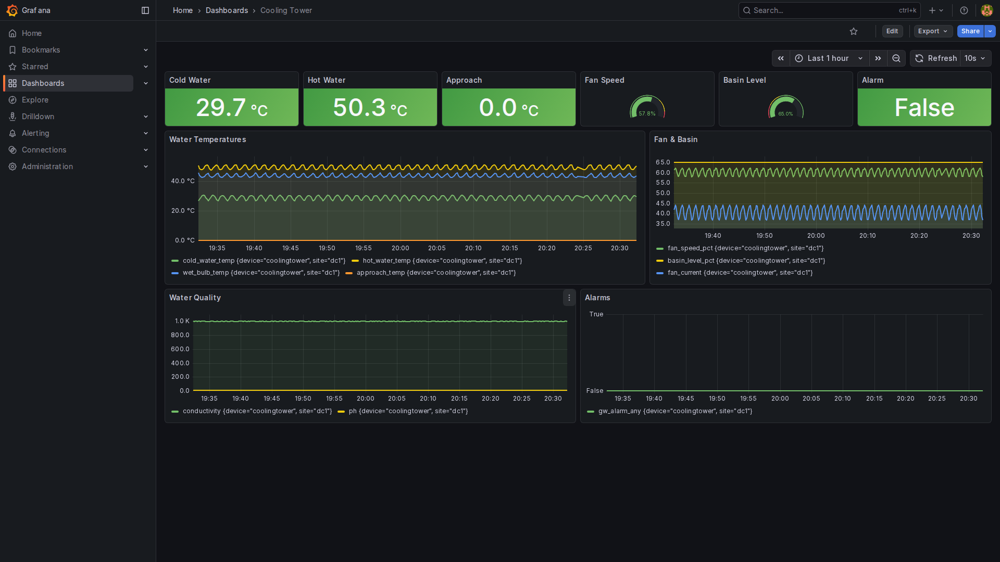 Grafana
Home › Dashboards › Cooling Tower
Search...
ctrl+k
Home
Bookmarks
Starred
Dashboards
Explore
Drilldown
Alerting
Connections
Administration
Edit
Export
Share
Last 1 hour
Refresh
10s
Cold Water
29.7 °C
Hot Water
50.3 °C
Approach
0.0 °C
Fan Speed
57.8%
Basin Level
65.0%
Alarm
False
Water Temperatures
40.0 °C
20.0 °C
0.0 °C
19:35 19:40 19:45 19:50 19:55 20:00 20:05 20:10 20:15 20:20 20:25 20:30
cold_water_temp {device="coolingtower", site="dc1"} hot_water_temp {device="coolingtower", site="dc1"}
wet_bulb_temp {device="coolingtower", site="dc1"} approach_temp {device="coolingtower", site="dc1"}
Fan & Basin
65.0
60.0
55.0
50.0
45.0
40.0
35.0
19:40 19:50 20:00 20:10 20:20 20:30
fan_speed_pct {device="coolingtower", site="dc1"}
basin_level_pct {device="coolingtower", site="dc1"}
fan_current {device="coolingtower", site="dc1"}
Water Quality
1.0 K
800.0
600.0
400.0
200.0
0.0
19:35 19:40 19:45 19:50 19:55 20:00 20:05 20:10 20:15 20:20 20:25 20:30
conductivity {device="coolingtower", site="dc1"} ph {device="coolingtower", site="dc1"}
Alarms
True
False
19:35 19:40 19:45 19:50 19:55 20:00 20:05 20:10 20:15 20:20 20:25 20:30
gw_alarm_any {device="coolingtower", site="dc1"}